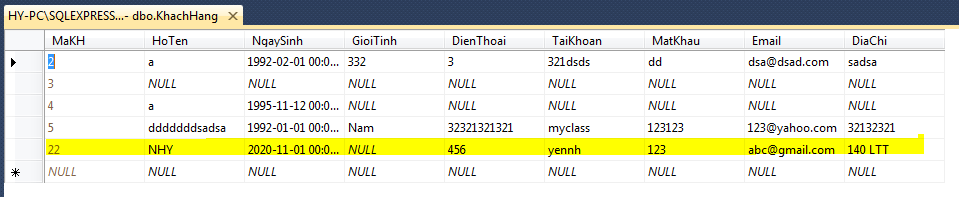 HY-PC\SQLEXPRESS...- dbo.KhachHang
MaKH HoTen NgaySinh GioiTinh DienThoai TaiKhoan MatKhau Email DiaChi
2 a 1992-02-01 00:0... 332 3 321dsds dd dsa@dsad.com sadsa
3 NULL NULL NULL NULL NULL NULL NULL NULL
4 a 1995-11-12 00:0... NULL NULL NULL NULL NULL NULL
5 dddddddsadsa 1992-01-01 00:0... Nam 32321321321 myclass 123123 123@yahoo.com 32132321
22 NHY 2020-11-01 00:0... NULL 456 yennh 123 abc@gmail.com 140 LTT
NULL NULL NULL NULL NULL NULL NULL NULL NULL